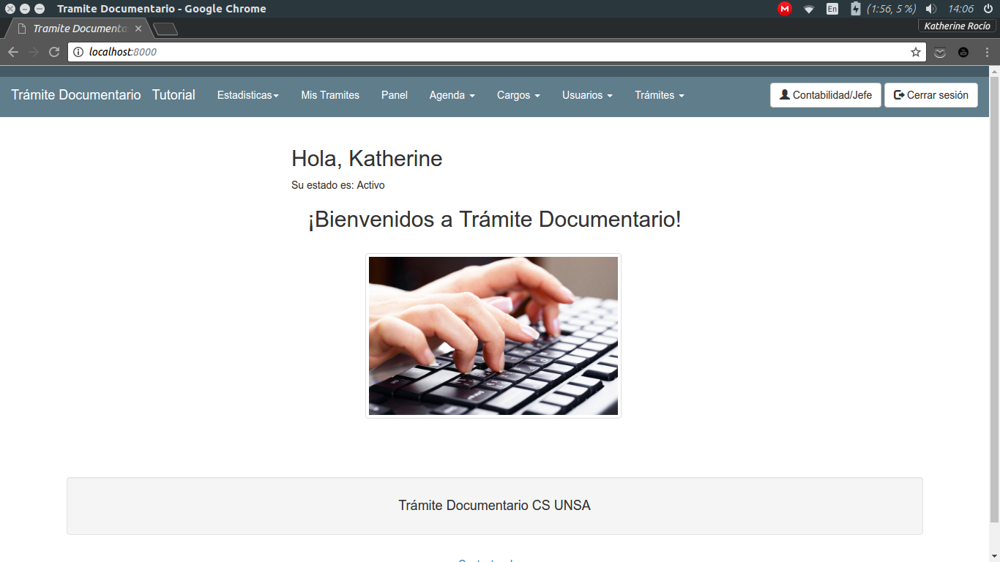 Tramite Documentario - Google Chrome
En (1:56, 5 %) 14:06
Tramite Documenta
Katherine Rocío
localhost:8000
Trámite Documentario Tutorial Estadisticas Mis Tramites Panel Agenda Cargos Usuarios Trámites Contabilidad/Jefe Cerrar sesión
Hola, Katherine
Su estado es: Activo
¡Bienvenidos a Trámite Documentario!
Trámite Documentario CS UNSA